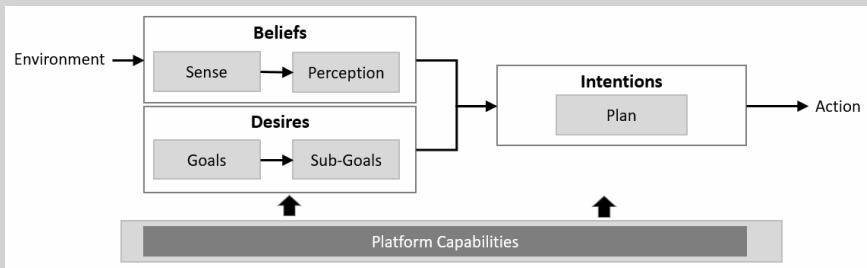 Beliefs
Environment
Sense
Perception
Desires
Goals
Sub-Goals
Intentions
Plan
Action
Platform Capabilities